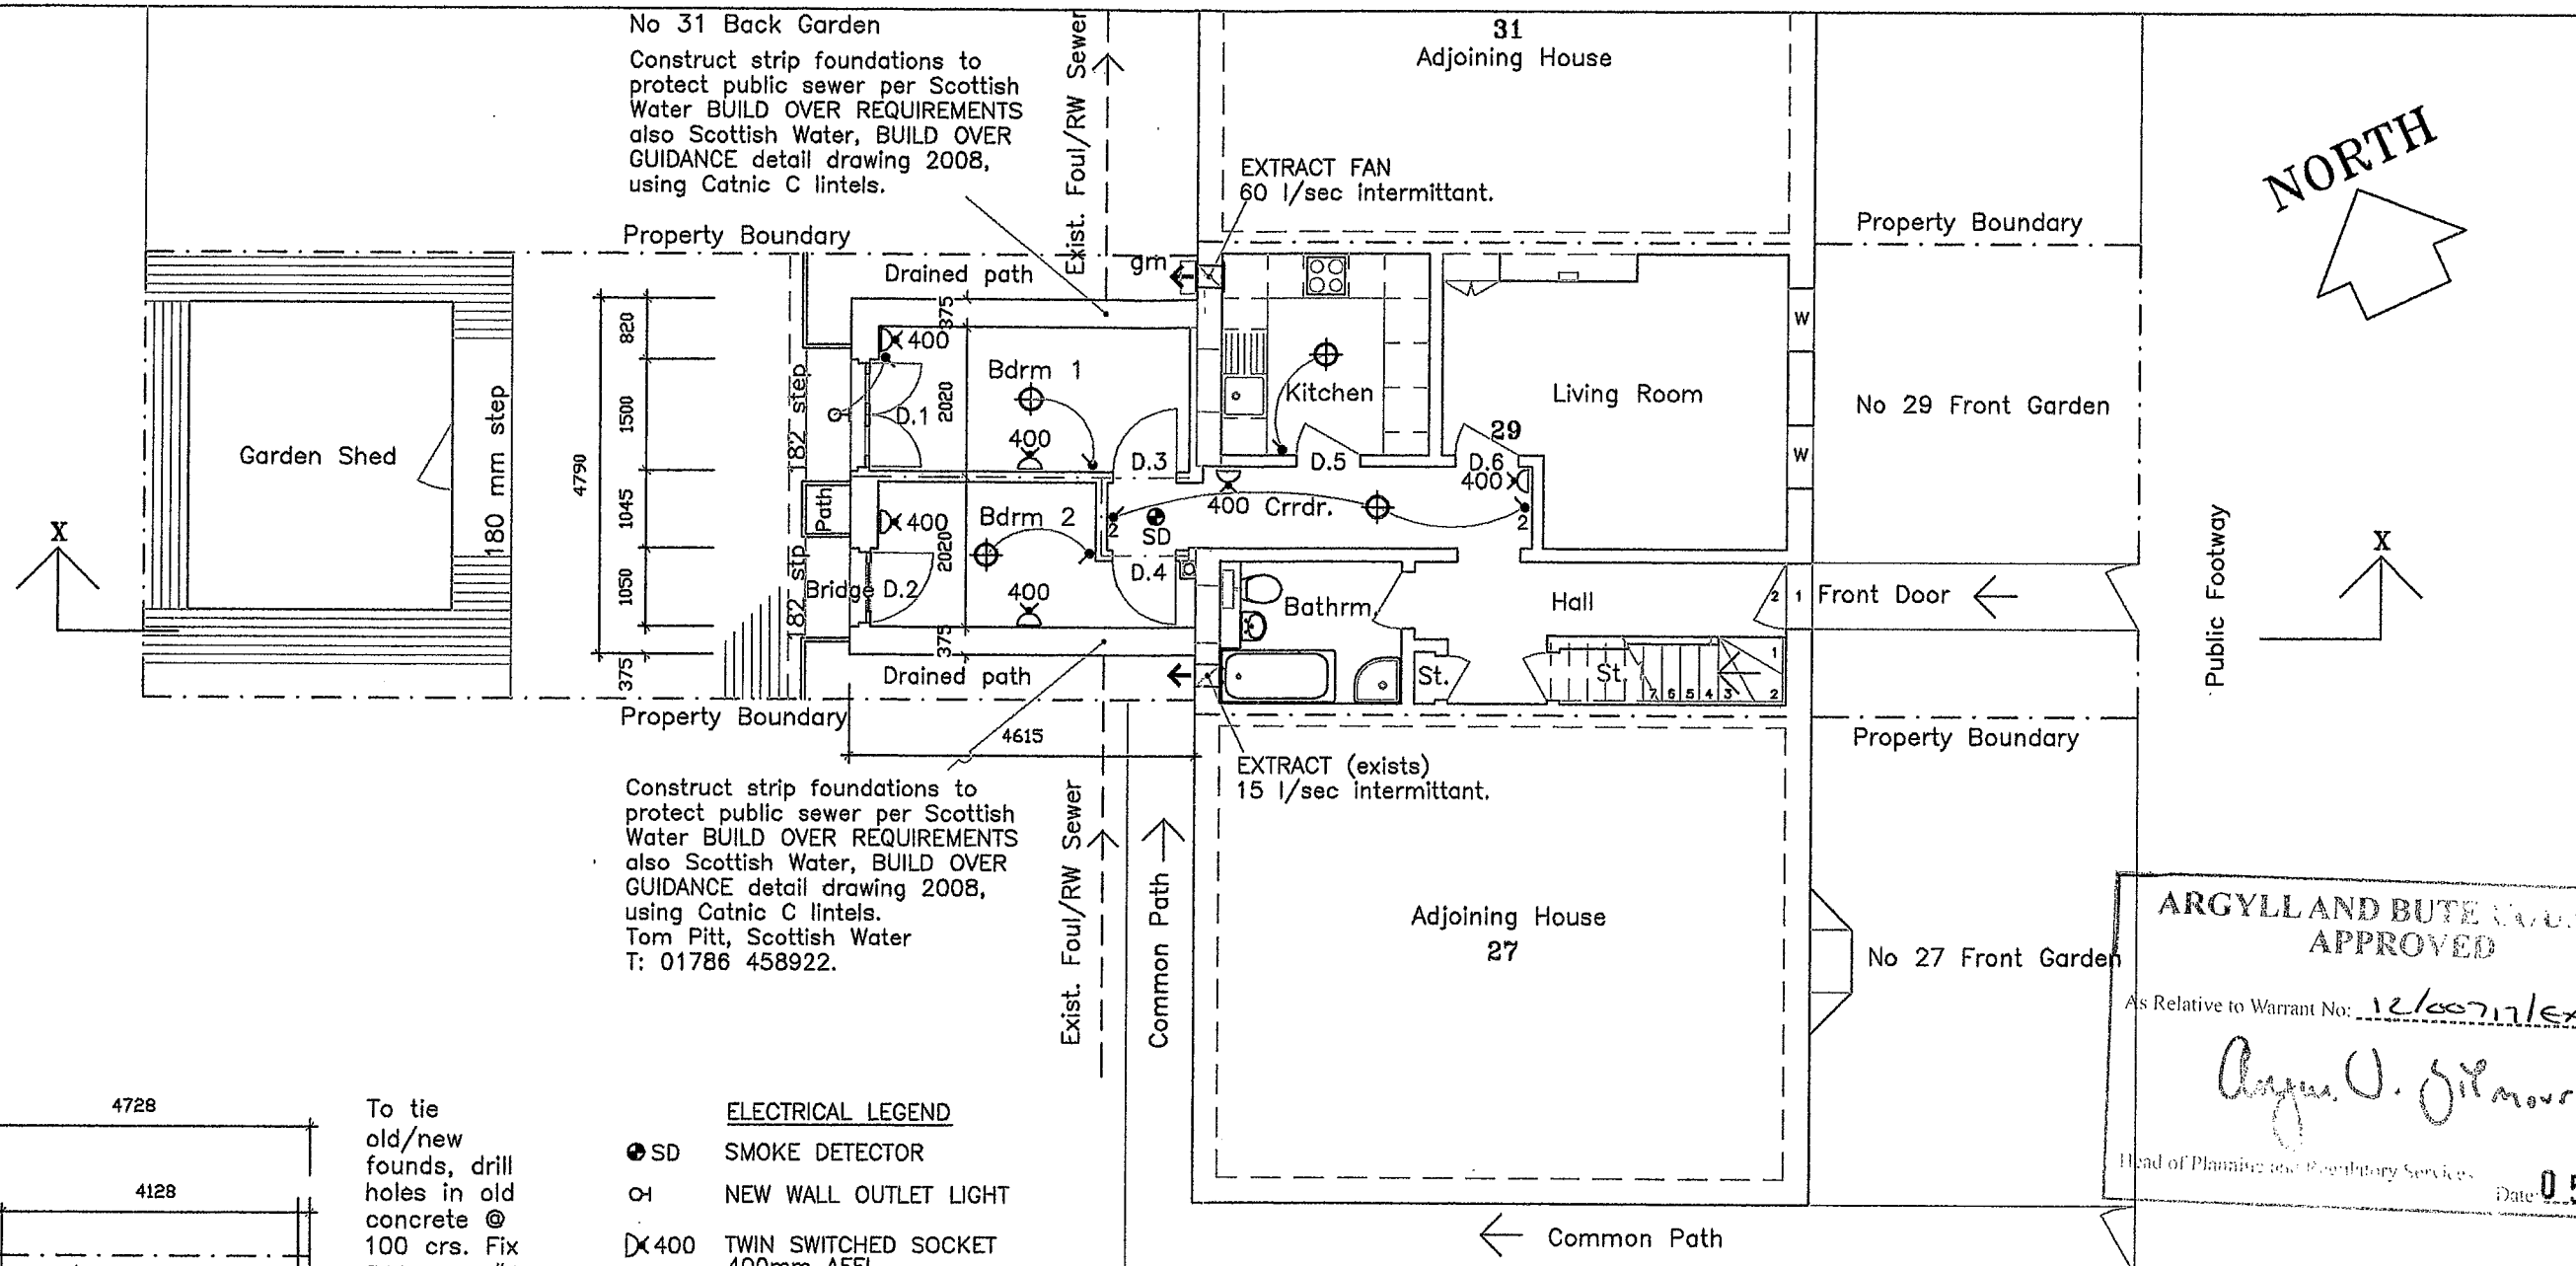 No 31 Back Garden
Construct strip foundations to
protect public sewer per Scottish
Water BUILD OVER REQUIREMENTS
also Scottish Water, BUILD OVER
GUIDANCE detail drawing 2008,
using Catnic C lintels.
Exist. Foul/RW Sewer
31
Adjoining House
EXTRACT FAN
60 l/sec intermittant.
NORTH
Property Boundary
Property Boundary
Drained path
gm
375
820
1500
1045
1050
375
4790
400
Bdrm 1
2020
D.1
400
D.3
Kitchen
Living Room
W
W
No 29 Front Garden
Garden Shed
180 mm step
182 step
Path
182 stp
Bridge
D.2
400
Bdrm 2
2020
400
2
SD
D.4
D.5
29
D.6
400
400 Crrdr.
2
X
X
Bathrm.
Hall
2
1
Front Door
Public Footway
375
Drained path
St.
St.
7 6 5 4 3
1
2
Property Boundary
4615
Property Boundary
EXTRACT (exists)
15 l/sec intermittant.
Construct strip foundations to
protect public sewer per Scottish
Water BUILD OVER REQUIREMENTS
also Scottish Water, BUILD OVER
GUIDANCE detail drawing 2008,
using Catnic C lintels.
Tom Pitt, Scottish Water
T: 01786 458922.
Exist. Foul/RW Sewer
Common Path
Adjoining House
27
No 27 Front Garden
ARGYLL AND BUTE
APPROVED
As Relative to Warrant No: 12/00717/
Angus J. Gilmour
Head of Planning and Regulatory Services
Date 0
4728
4128
To tie
old/new
founds, drill
holes in old
concrete @
100 crs. Fix
ELECTRICAL LEGEND
SD SMOKE DETECTOR
NEW WALL OUTLET LIGHT
400 TWIN SWITCHED SOCKET
400mm AFFL
Common Path